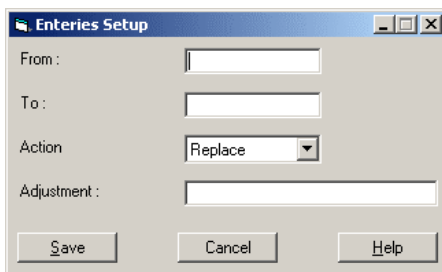 Enteries Setup
From :
To :
Action Replace
Adjustment :
Save Cancel Help